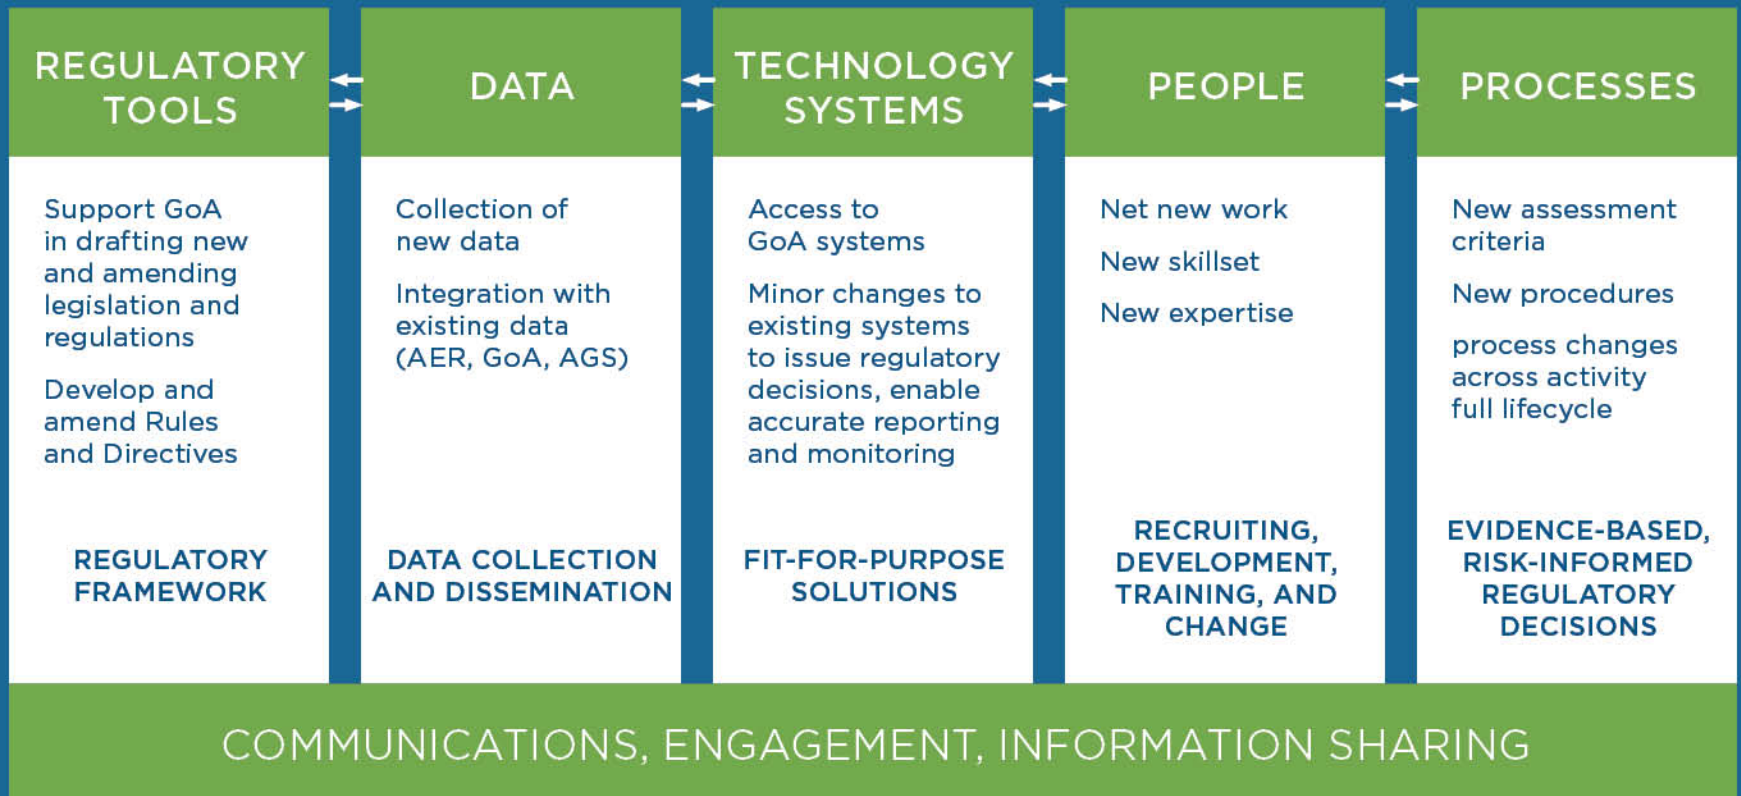 REGULATORY
TOOLS
DATA
TECHNOLOGY
SYSTEMS
PEOPLE
PROCESSES
Support GoA
in drafting new
and amending
legislation and
regulations
Develop and
amend Rules
and Directives
REGULATORY
FRAMEWORK
Collection of
new data
Integration with
existing data
(AER, GoA, AGS)
DATA COLLECTION
AND DISSEMINATION
Access to
GoA systems
Minor changes to
existing systems
to issue regulatory
decisions, enable
accurate reporting
and monitoring
FIT-FOR-PURPOSE
SOLUTIONS
Net new work
New skillset
New expertise
RECRUITING,
DEVELOPMENT,
TRAINING, AND
CHANGE
New assessment
criteria
New procedures
process changes
across activity
full lifecycle
EVIDENCE-BASED,
RISK-INFORMED
REGULATORY
DECISIONS
COMMUNICATIONS, ENGAGEMENT, INFORMATION SHARING